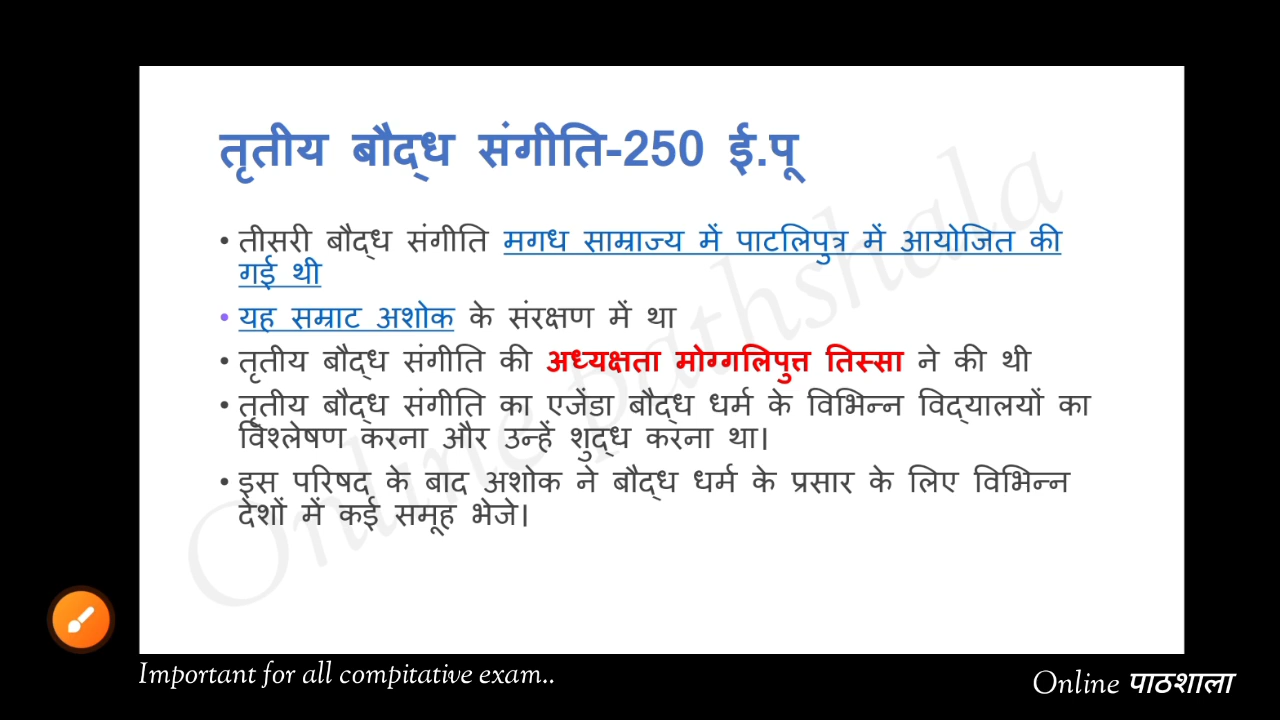 तृतीय बौद्ध संगीति-250 ई.पू
• तीसरी बौद्ध संगीति मगध साम्राज्य में पाटलिपुत्र में आयोजित की
गई थी
• यह सम्राट अशोक के संरक्षण में था
• तृतीय बौद्ध संगीति की अध्यक्षता मोग्गलिपुत्त तिस्सा ने की थी
• तृतीय बौद्ध संगीति का एजेंडा बौद्ध धर्म के विभिन्न विद्यालयों का
विश्लेषण करना और उन्हें शुद्ध करना था।
• इस परिषद के बाद अशोक ने बौद्ध धर्म के प्रसार के लिए विभिन्न
देशों में कई समूह भेजे।
Online pathshala
Important for all compitative exam..
Online पाठशाला